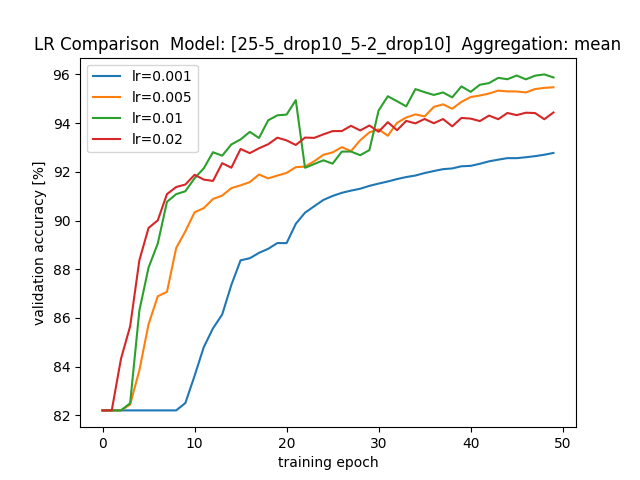 LR Comparison  Model: [25-5_drop10_5-2_drop10]  Aggregation: mean
lr=0.001
lr=0.005
lr=0.01
lr=0.02
96
94
92
90
88
86
84
82
validation accuracy [%]
0 10 20 30 40 50
training epoch